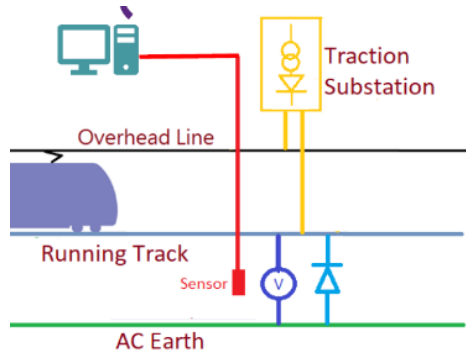 Traction
Substation
Overhead Line
Running Track
Sensor
V
AC Earth